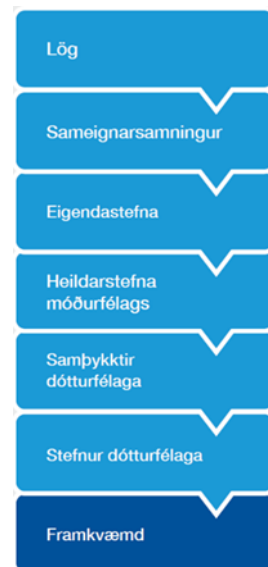 Lög
Sameignarsamningur
Eigendastefna
Heildarstefna
móðurfélags
Samþykktir
dótturfélaga
Stefnur dótturfélaga
Framkvæmd